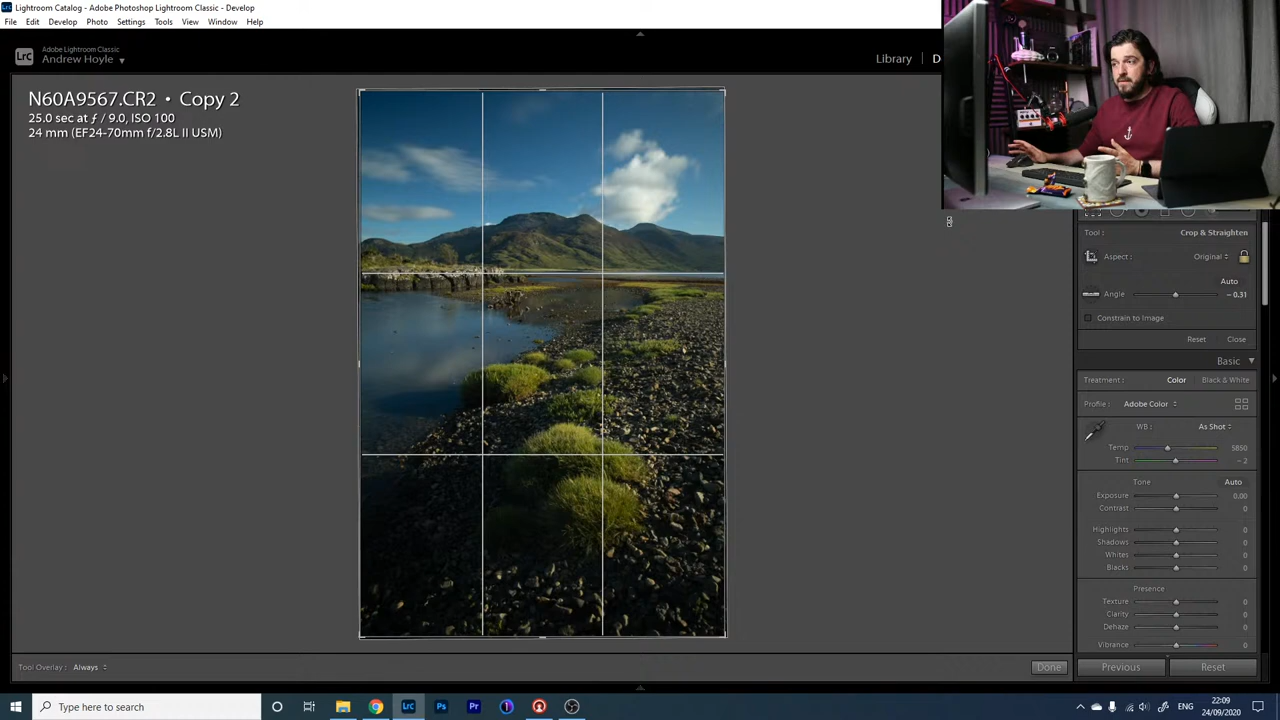 Lightroom Catalog - Adobe Photoshop Lightroom Classic - Develop
File Edit Develop Photo Settings Tools View Window Help
Lrc Adobe Lightroom Classic
Andrew Hoyle
Library | D
N60A9567.CR2 • Copy 2
25.0 sec at ƒ / 9.0, ISO 100
24 mm (EF24-70mm f/2.8L II USM)
Tool : Crop & Straighten
Aspect : Original
Auto
Angle - 0.31
Constrain to Image
Reset Close
Basic
Treatment : Color Black & White
Profile : Adobe Color
WB : As Shot
Temp 5850
Tint - 2
Tone Auto
Exposure 0.00
Contrast 0
Highlights 0
Shadows 0
Whites 0
Blacks 0
Presence
Texture 0
Clarity 0
Dehaze 0
Vibrance 0
Tool Overlay : Always Done Previous Reset
Type here to search
Lrc Ps Pr
ENG
22:09
24/09/2020